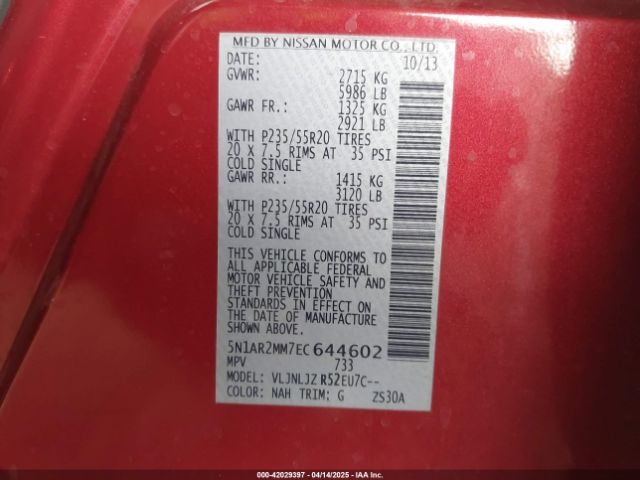 MFD BY NISSAN MOTOR CO., LTD.
DATE: 10/13
GVWR: 2715 KG
5986 LB
GAWR FR.: 1325 KG
2921 LB
WITH P235/55R20 TIRES
20 X 7.5 RIMS AT 35 PSI
COLD SINGLE
GAWR RR.: 1415 KG
3120 LB
WITH P235/55R20 TIRES
20 X 7.5 RIMS AT 35 PSI
COLD SINGLE
THIS VEHICLE CONFORMS TO
ALL APPLICABLE FEDERAL
MOTOR VEHICLE SAFETY AND
THEFT PREVENTION
STANDARDS IN EFFECT ON
THE DATE OF MANUFACTURE
SHOWN ABOVE.
5N1AR2MM7EC644602
MPV 733
MODEL: VLJNLJZ R52EU7C--
COLOR: NAH TRIM: G ZS30A
000-42029397 - 04/14/2025 - Copyright © IAA Inc.